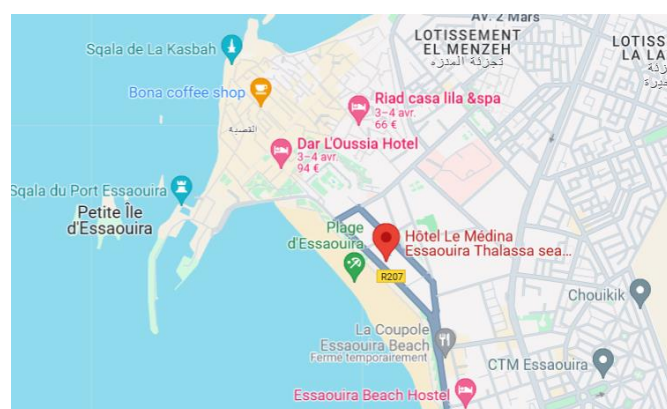 AV. 2 Mars
LOTISSEMENT
EL MENZEH
تجزئة المنزه
LOTISS
LA LA
Sqala de La Kasbah
Bona coffee shop
القصبة
Riad casa lila &spa
3–4 avr.
66 €
Dar L'Oussia Hotel
3–4 avr.
94 €
Sqala du Port Essaouira
Petite Île
d'Essaouira
Plage
d'Essaouira
Hôtel Le Médina
Essaouira Thalassa sea...
R207
Chouikik
La Coupole
Essaouira Beach
Fermé temporairement
CTM Essaouira
Essaouira Beach Hostel